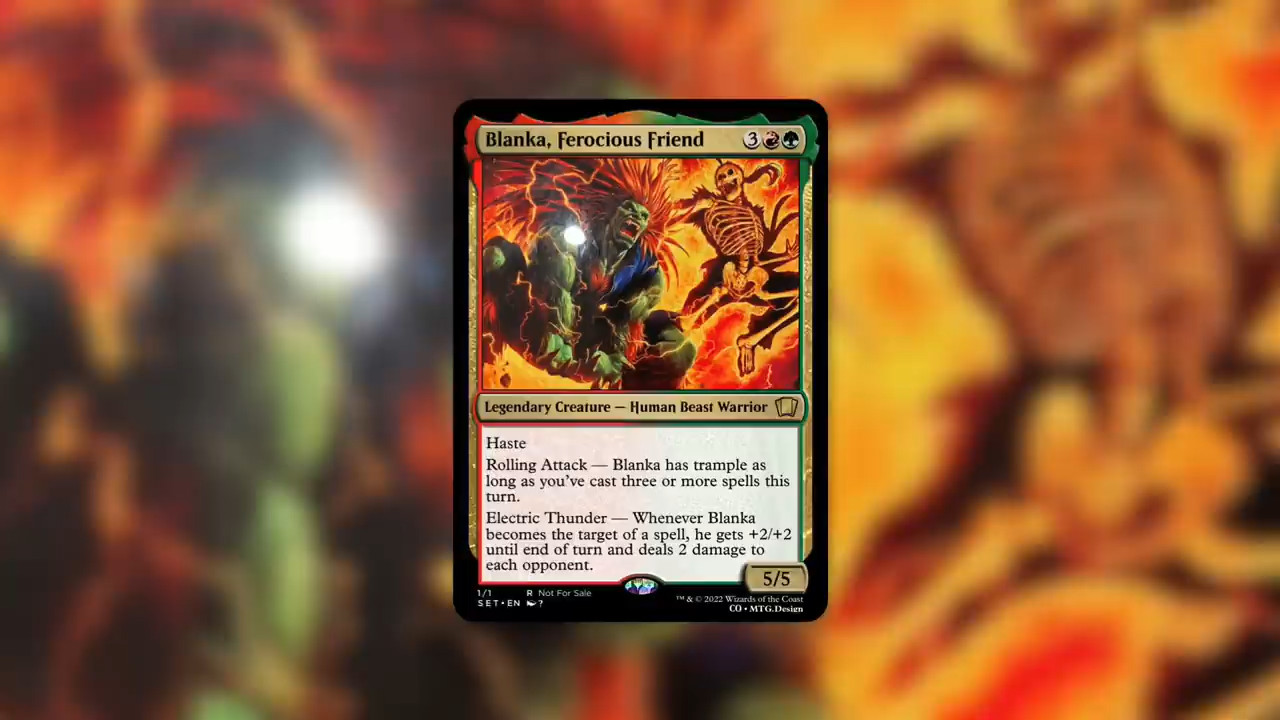 Blanka, Ferocious Friend 3
Legendary Creature — Human Beast Warrior
Haste
Rolling Attack — Blanka has trample as
long as you've cast three or more spells this
turn.
Electric Thunder — Whenever Blanka
becomes the target of a spell, he gets +2/+2
until end of turn and deals 2 damage to
each opponent.
5/5
1/1 R Not For Sale
SET • EN ?
™ & © 2022 Wizards of the Coast
CO • MTG.Design